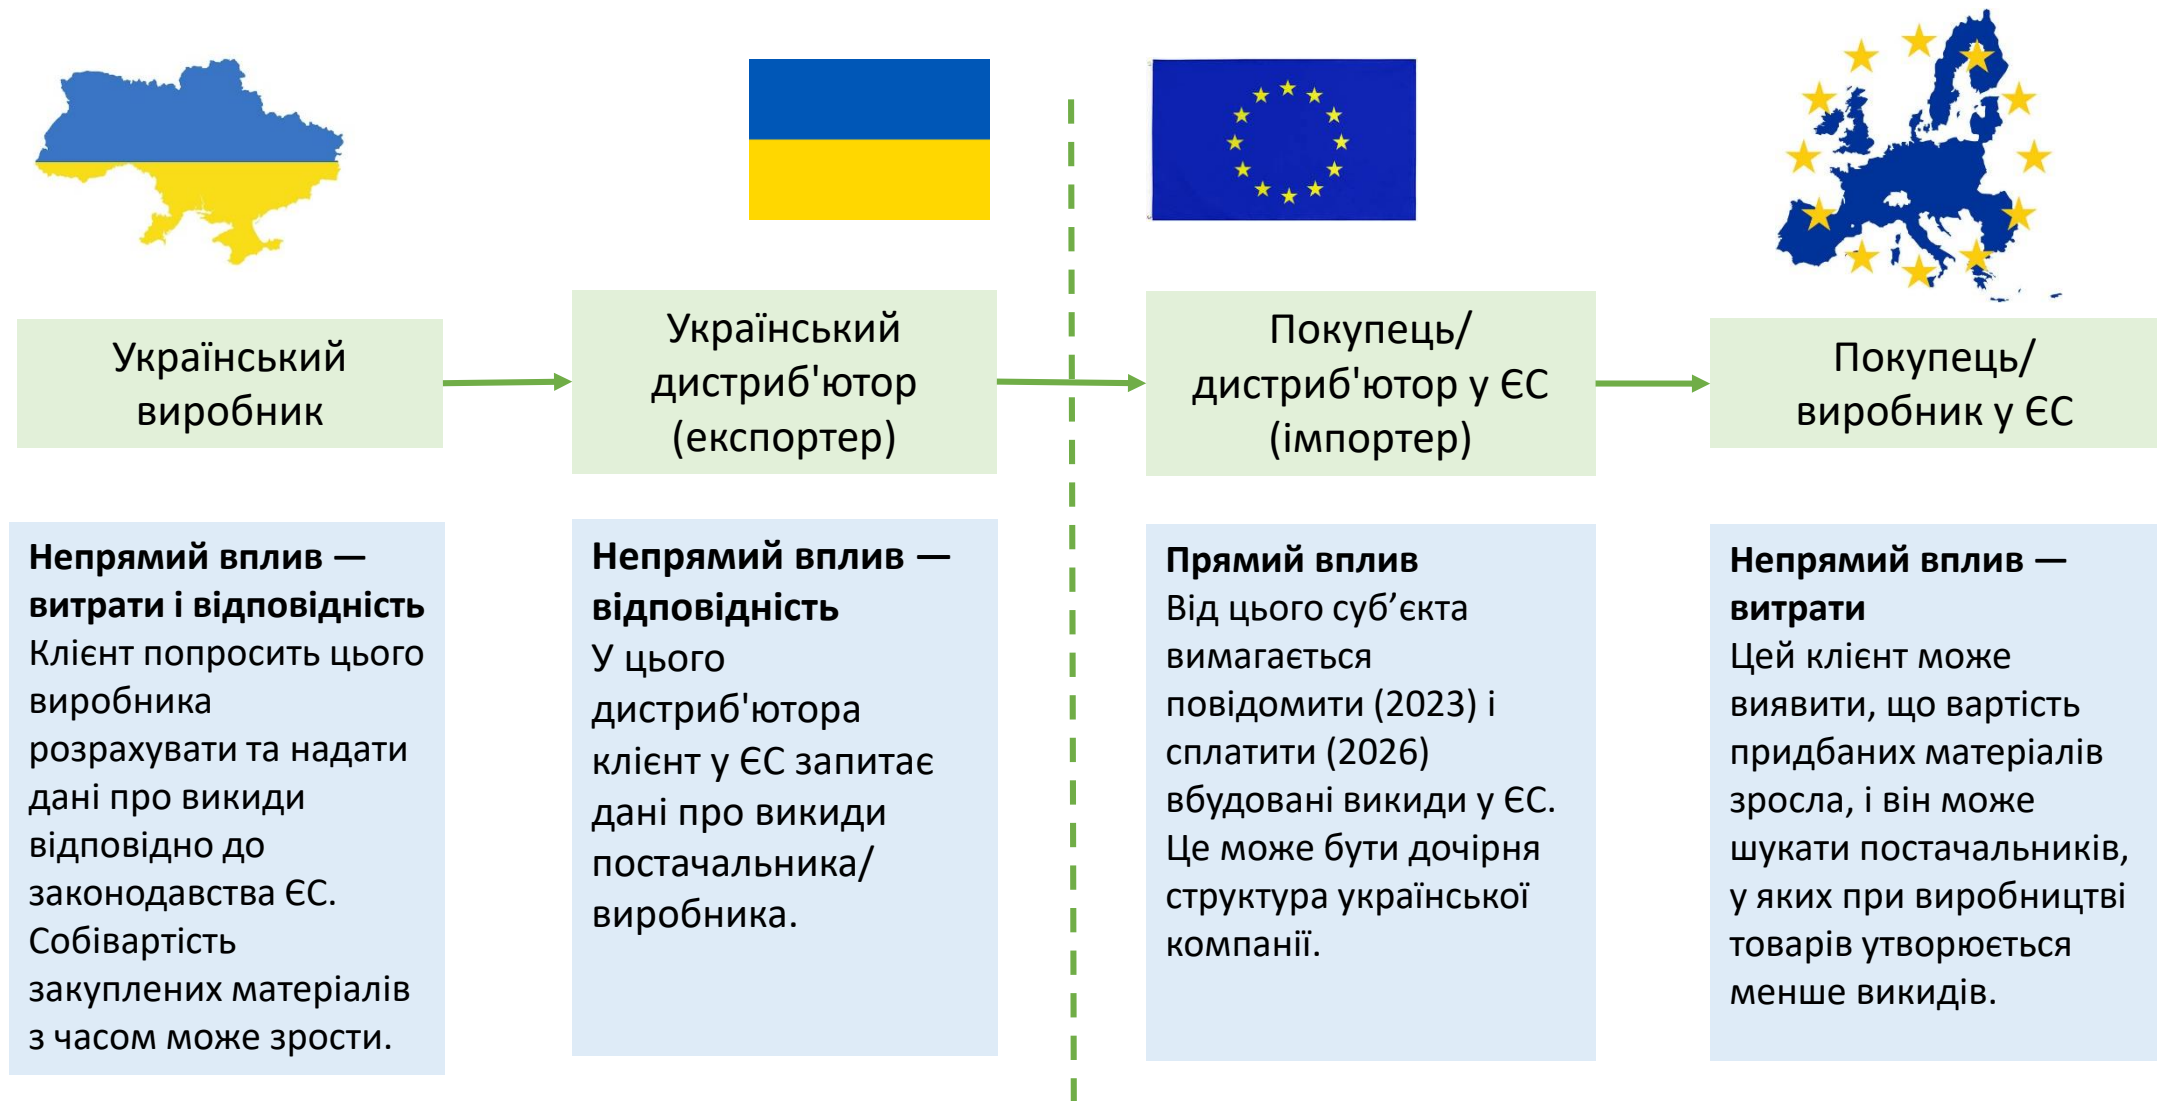 Український
виробник
Український
дистриб'ютор
(експортер)
Покупець/
дистриб'ютор у ЄС
(імпортер)
Покупець/
виробник у ЄС
Непрямий вплив —
витрати і відповідність
Клієнт попросить цього
виробника
розрахувати та надати
дані про викиди
відповідно до
законодавства ЄС.
Собівартість
закуплених матеріалів
з часом може зрости.
Непрямий вплив —
відповідність
У цього
дистриб'ютора
клієнт у ЄС запитає
дані про викиди
постачальника/
виробника.
Прямий вплив
Від цього суб’єкта
вимагається
повідомити (2023) і
сплатити (2026)
вбудовані викиди у ЄС.
Це може бути дочірня
структура української
компанії.
Непрямий вплив —
витрати
Цей клієнт може
виявити, що вартість
придбаних матеріалів
зросла, і він може
шукати постачальників,
у яких при виробництві
товарів утворюється
менше викидів.